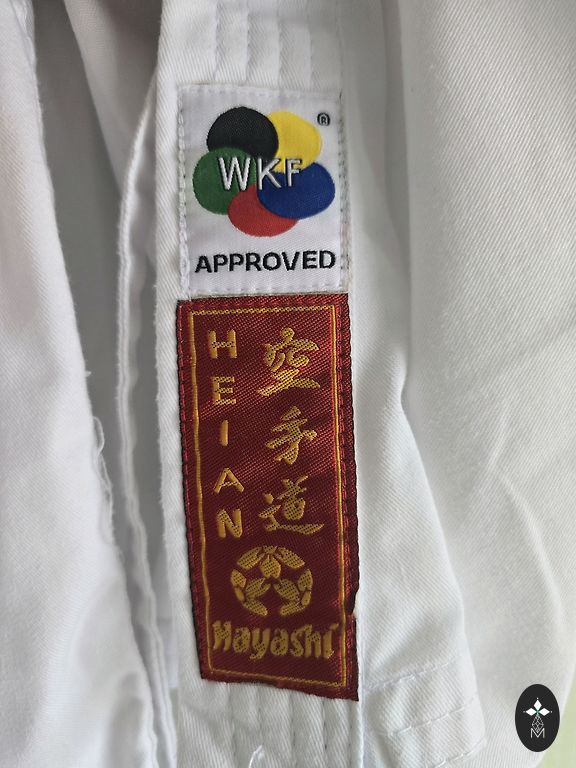 ®
WKF
APPROVED
HEIAN
空手道
Hayashi
M